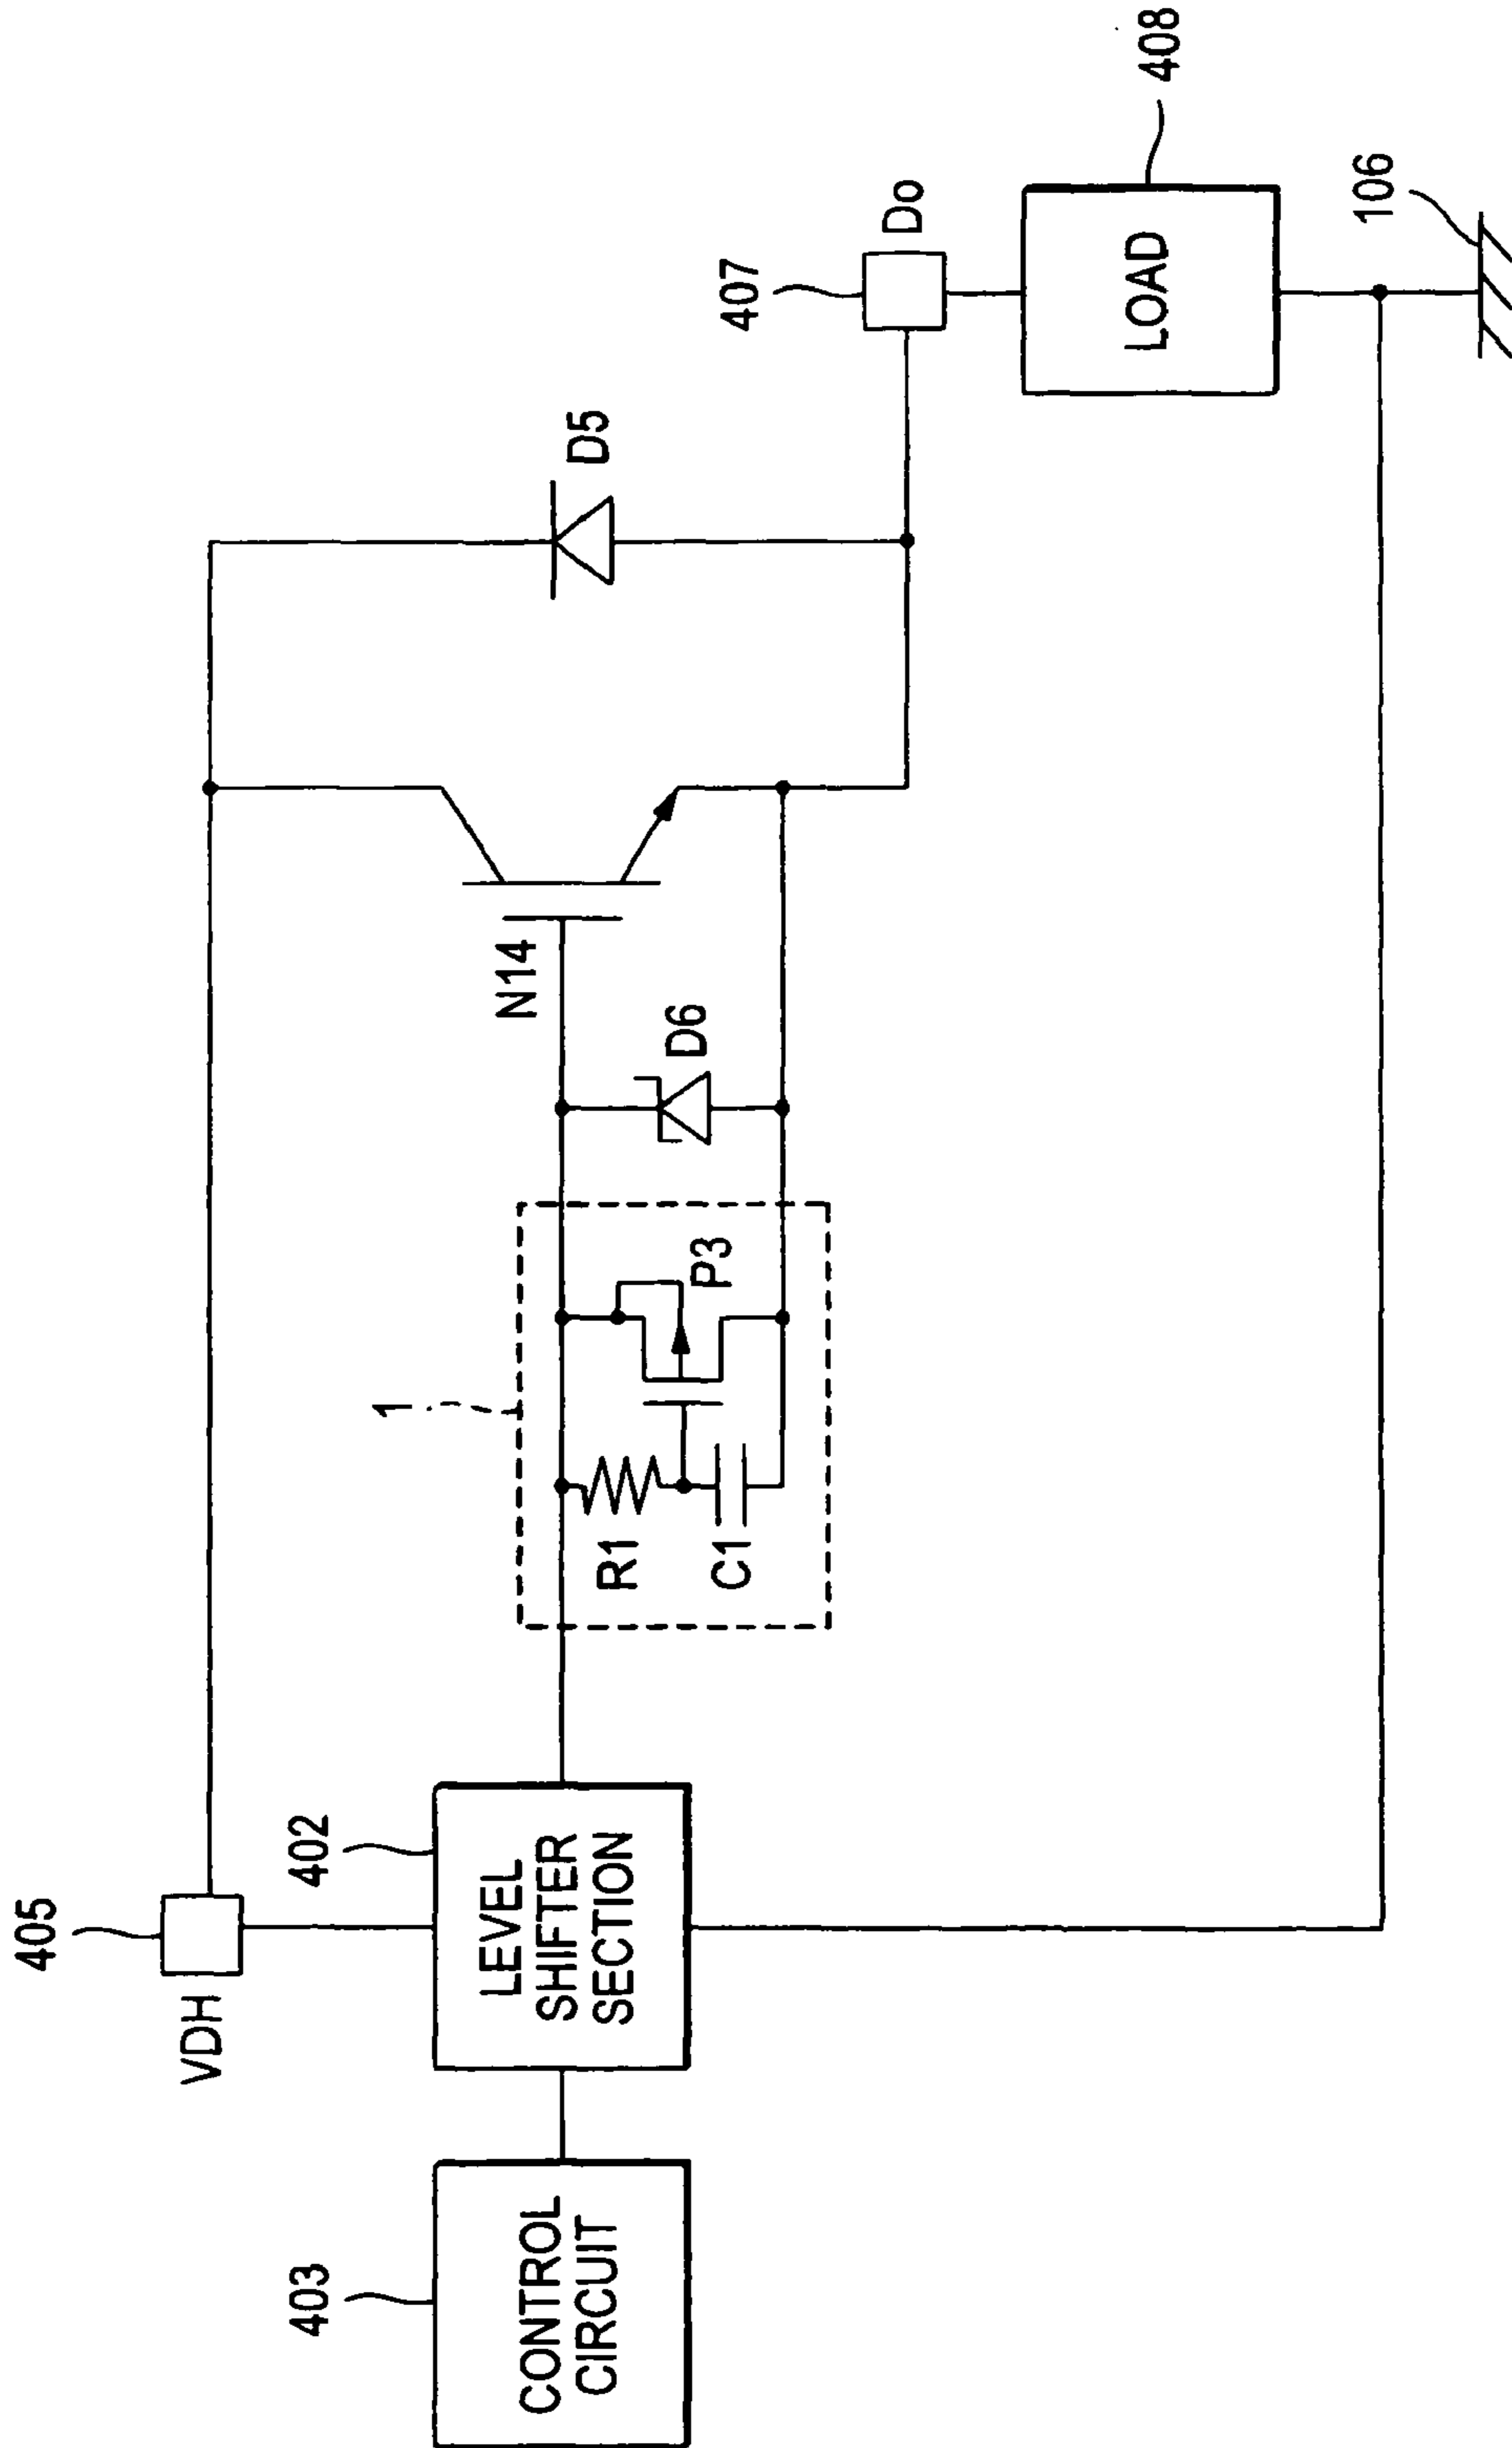 405
VDH
403
CONTROL
CIRCUIT
402
LEVEL
SHIFTER
SECTION
1
R1
C1
P3
D6
N14
D5
407
Do
LOAD
408
106